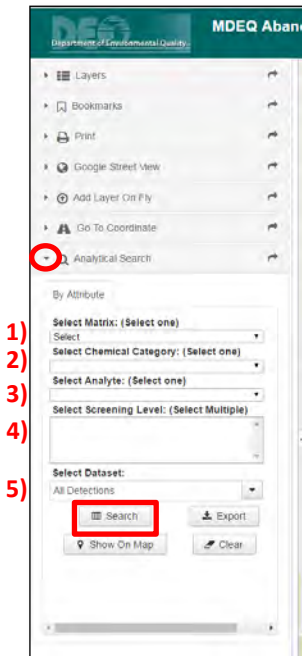 DEQ
MDEQ Aban
Department of Environmental Quality
Layers
Bookmarks
Print
Google Street View
Add Layer On Fly
Go To Coordinate
Analytical Search
By Attribute
1) Select Matrix: (Select one)
Select
2) Select Chemical Category: (Select one)
3) Select Analyte: (Select one)
Select Screening Level: (Select Multiple)
4)
Select Dataset:
5) All Detections
Search Export
Show On Map Clear